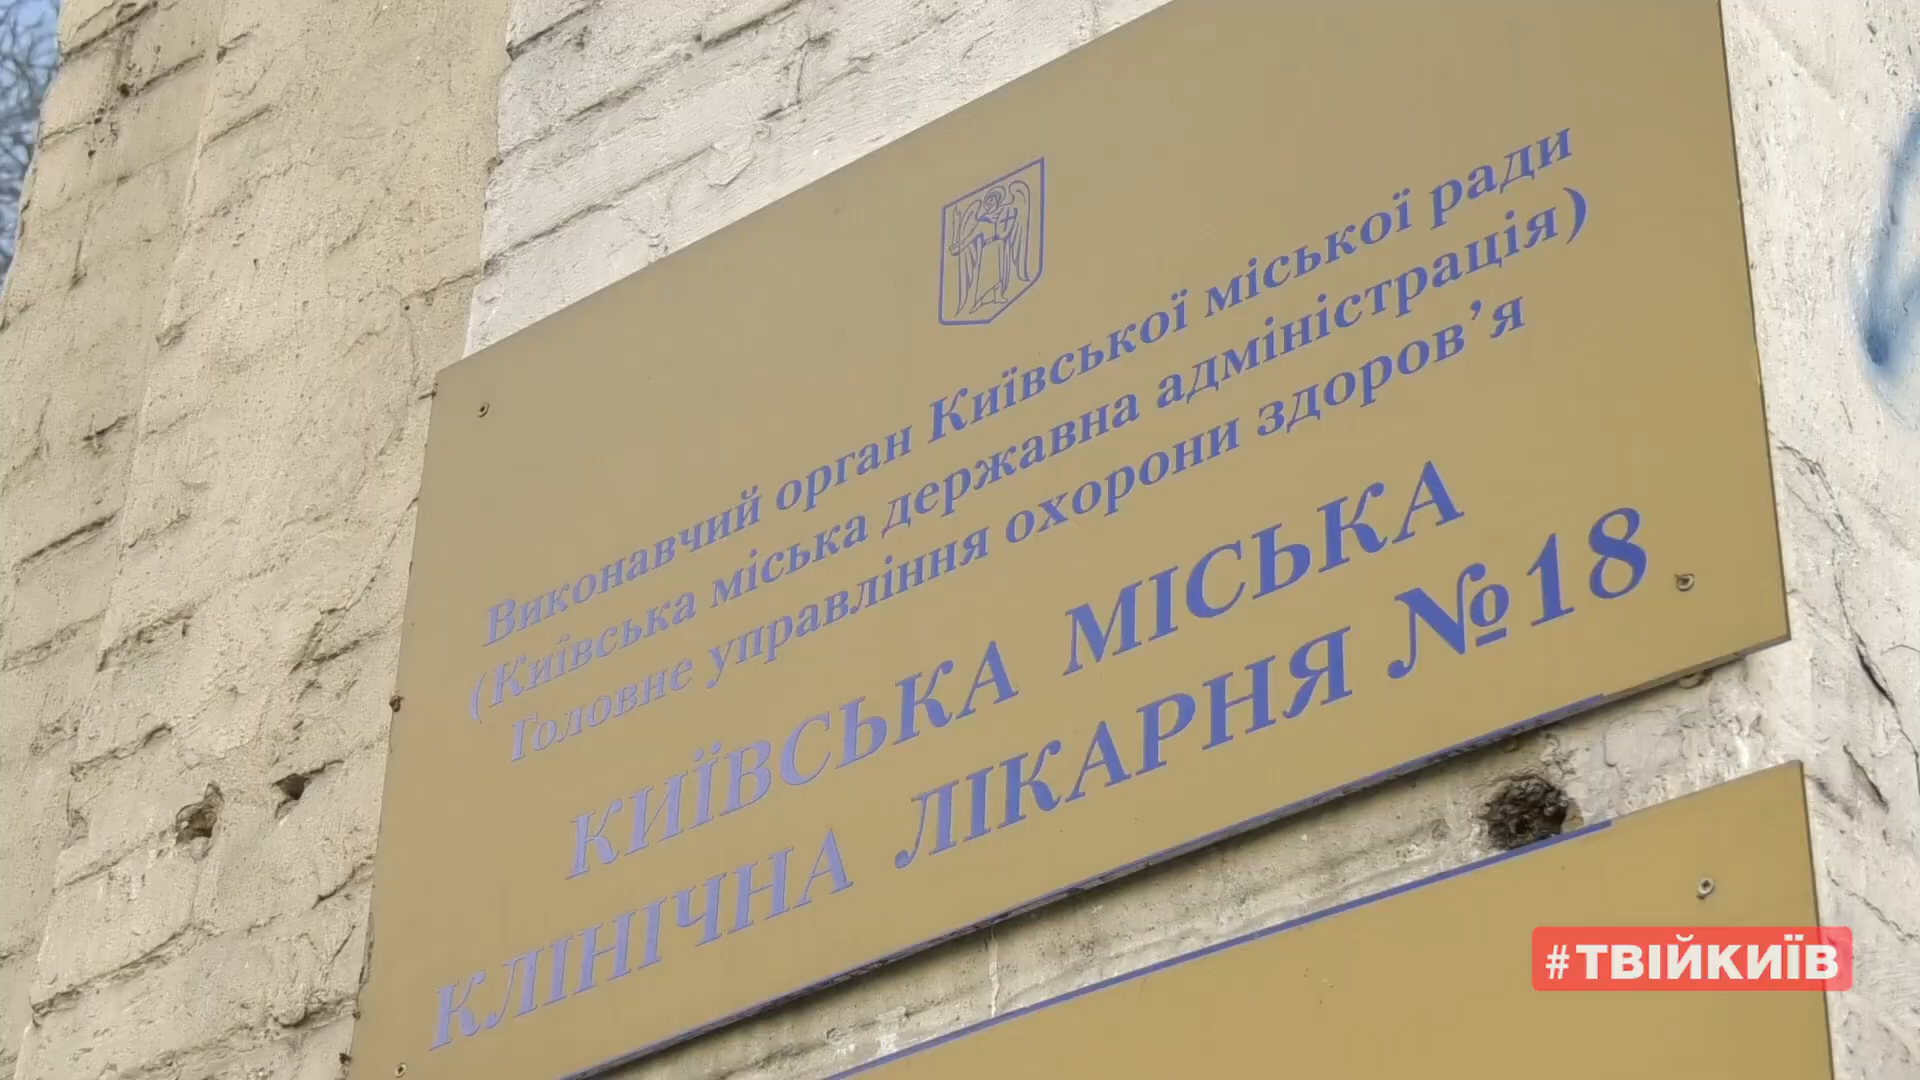 Виконавчий орган Київської міської ради
(Київська міська державна адміністрація)
Головне управління охорони здоров’я
КИЇВСЬКА МІСЬКА
КЛІНІЧНА ЛІКАРНЯ №18
#ТВІЙКИЇВ